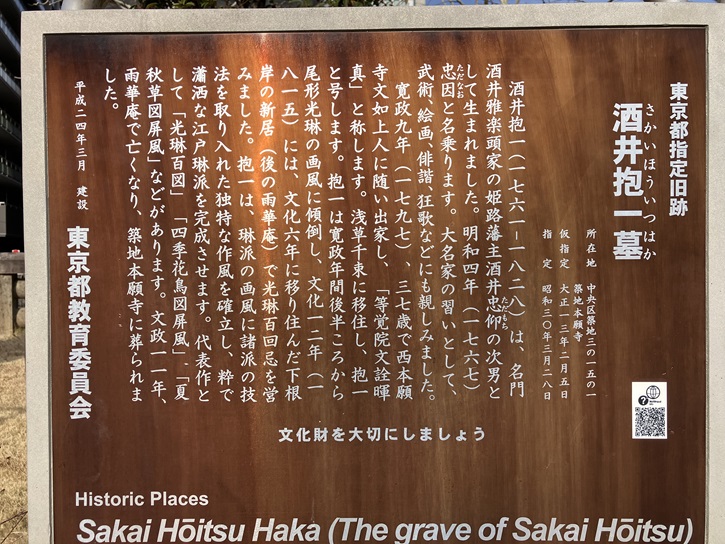 東京都指定旧跡
さかいほういつはか
酒井抱一墓
所在地 中央区築地三の一五の一
築地本願寺
仮指定 大正一三年二月五日
指定 昭和三〇年三月二八日
酒井抱一(一七六一-一八二八)は、名門
酒井雅楽頭家の姫路藩主酒井忠仰の次男と
ただもち
して生まれました。明和四年(一七六七)
忠因と名乗ります。大名家の習いとして、
ただなお
武術、絵画、俳諧、狂歌などにも親しみました。
寛政九年(一七九七)、三七歳で西本願
寺文如上人に随い出家し、「等覚院文詮暉
真」と称します。浅草千束に移住し、抱一
と号します。抱一は寛政年間後半ころから
尾形光琳の画風に傾倒し、文化一二年(一
八一五)には、文化六年に移り住んだ下根
岸の新居(後の雨華庵)で光琳百回忌を営
みました。抱一は、琳派の画風に諸派の技
法を取り入れた独特な作風を確立し、粋で
瀟洒な江戸琳派を完成させます。代表作と
して「光琳百図」「四季花鳥図屏風」、「夏
秋草図屏風」などがあります。文政一一年、
雨華庵で亡くなり、築地本願寺に葬られま
した。
平成二四年三月 建設
東京都教育委員会
文化財を大切にしましょう
Historic Places
Sakai Hōitsu Haka (The grave of Sakai Hōitsu)